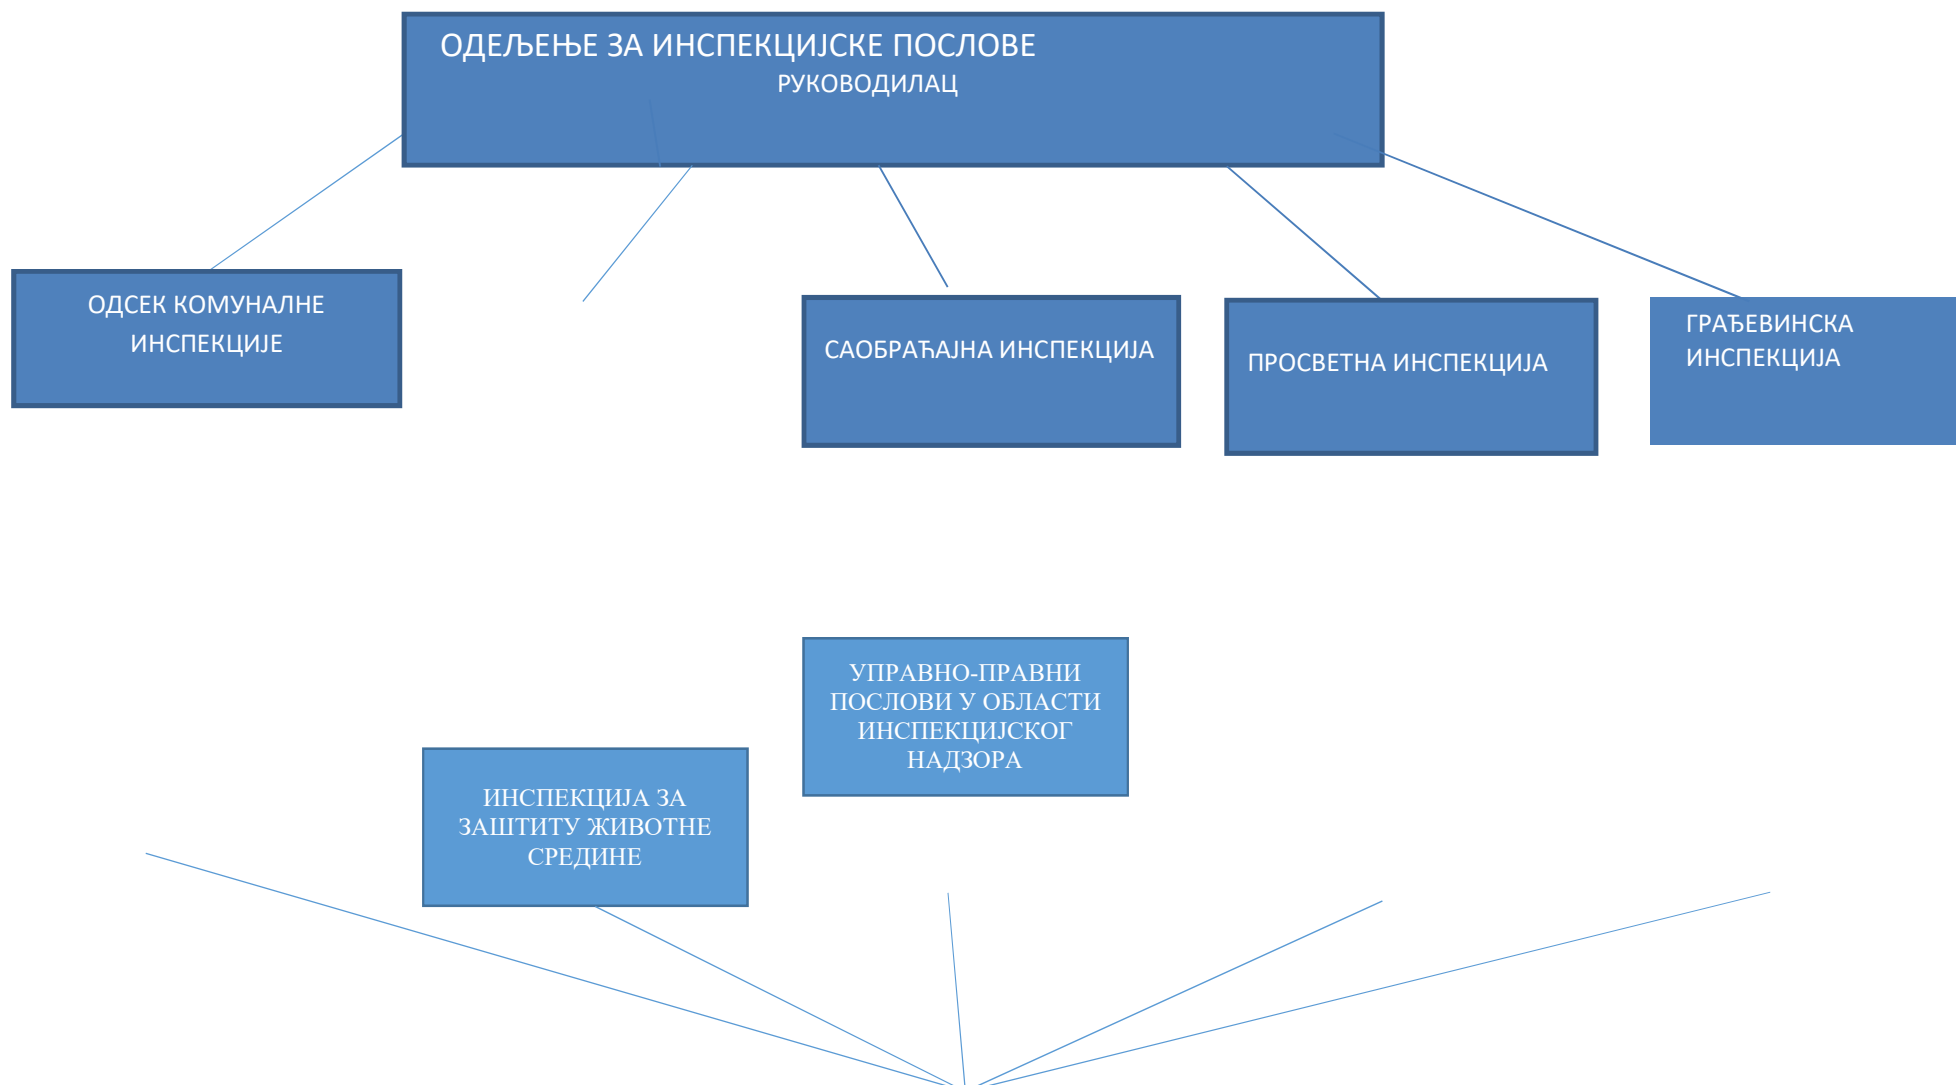 ОДЕЉЕЊЕ ЗА ИНСПЕКЦИЈСКЕ ПОСЛОВЕ
РУКОВОДИЛАЦ
ОДСЕК КОМУНАЛНЕ
ИНСПЕКЦИЈЕ
САОБРАЋАЈНА ИНСПЕКЦИЈА
ПРОСВЕТНА ИНСПЕКЦИЈА
ГРАЂЕВИНСКА
ИНСПЕКЦИЈА
УПРАВНО-ПРАВНИ
ПОСЛОВИ У ОБЛАСТИ
ИНСПЕКЦИЈСКОГ
НАДЗОРА
ИНСПЕКЦИЈА ЗА
ЗАШТИТУ ЖИВОТНЕ
СРЕДИНЕ